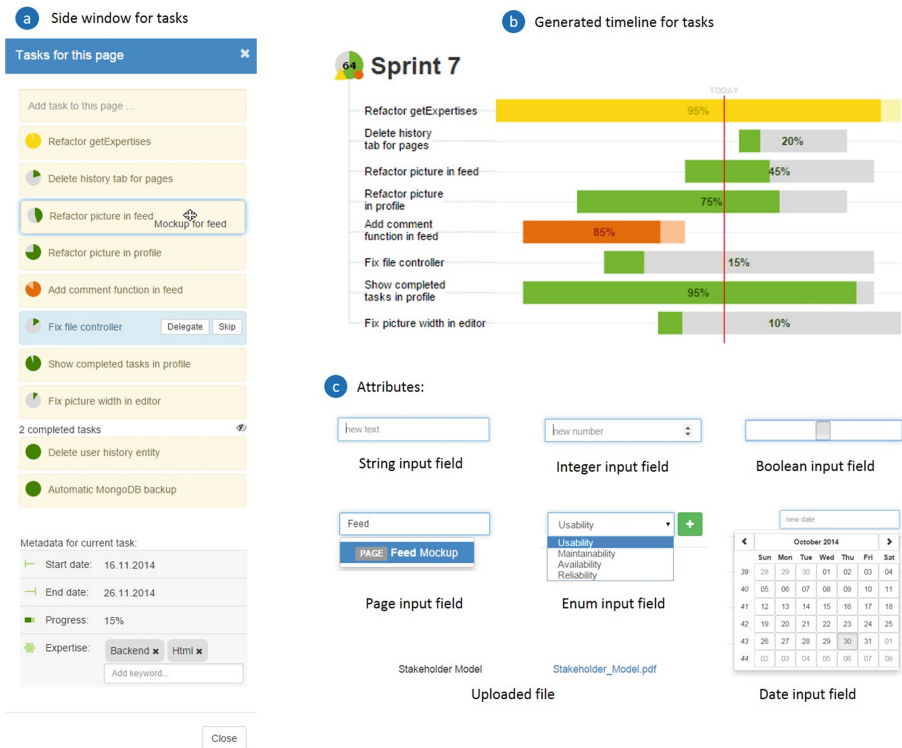 a Side window for tasks
Tasks for this page ×
Add task to this page ...
Refactor getExpertises
Delete history tab for pages
Refactor picture in feed
Mockup for feed
Refactor picture in profile
Add comment function in feed
Fix file controller Delegate Skip
Show completed tasks in profile
Fix picture width in editor
2 completed tasks
Delete user history entity
Automatic MongoDB backup
Metadata for current task:
Start date: 16.11.2014
End date: 26.11.2014
Progress: 15%
Expertise: Backend × Html ×
Add keyword...
Close
b Generated timeline for tasks
64 Sprint 7
TODAY
Refactor getExpertises 95%
Delete history
tab for pages 20%
Refactor picture in feed 45%
Refactor picture
in profile 75%
Add comment
function in feed 85%
Fix file controller 15%
Show completed
tasks in profile 95%
Fix picture width in editor 10%
c Attributes:
new text
String input field
new number
Integer input field
Boolean input field
Feed
PAGE Feed Mockup
Page input field
Usability +
Usability
Maintainability
Availability
Reliability
Enum input field
new date
October 2014
Sun Mon Tue Wed Thu Fri Sat
39 28 29 30 01 02 03 04
40 05 06 07 08 09 10 11
41 12 13 14 15 16 17 18
42 19 20 21 22 23 24 25
43 26 27 28 29 30 31 01
44 02 03 04 05 06 07 08
Date input field
Stakeholder Model Stakeholder_Model.pdf
Uploaded file